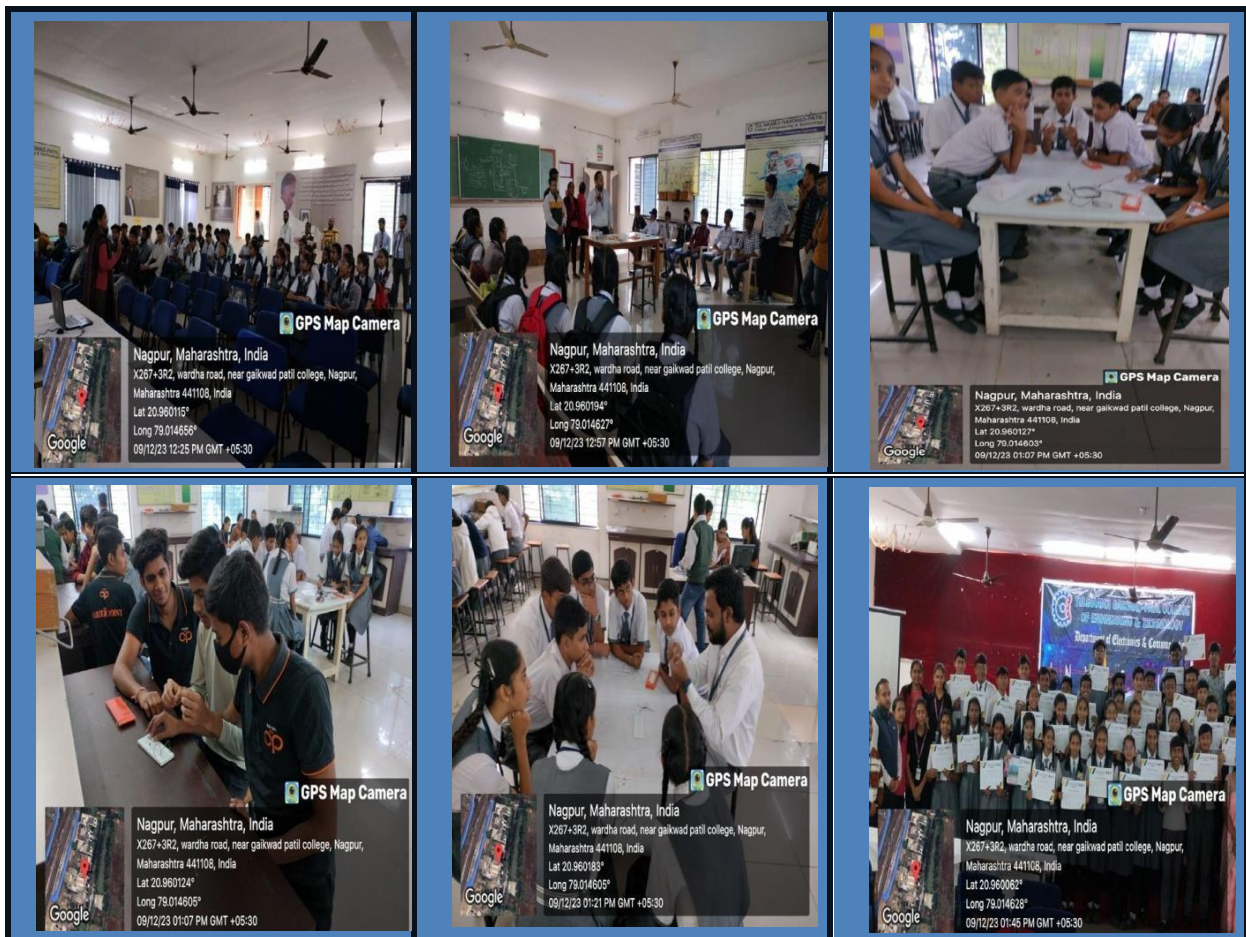 GPS Map Camera
Nagpur, Maharashtra, India
X267+3R2, wardha road, near gaikwad patil college, Nagpur,
Maharashtra 441108, India
Lat 20.960115°
Long 79.014656°
09/12/23 12:25 PM GMT +05:30
Google
GPS Map Camera
Nagpur, Maharashtra, India
X267+3R2, wardha road, near gaikwad patil college, Nagpur,
Maharashtra 441108, India
Lat 20.960194°
Long 79.014627°
09/12/23 12:57 PM GMT +05:30
Google
GPS Map Camera
Nagpur, Maharashtra, India
X267+3R2, wardha road, near gaikwad patil college, Nagpur,
Maharashtra 441108, India
Lat 20.960127°
Long 79.014603°
09/12/23 01:07 PM GMT +05:30
Google
GPS Map Camera
Nagpur, Maharashtra, India
X267+3R2, wardha road, near gaikwad patil college, Nagpur,
Maharashtra 441108, India
Lat 20.960124°
Long 79.014605°
09/12/23 01:07 PM GMT +05:30
Google
GPS Map Camera
Nagpur, Maharashtra, India
X267+3R2, wardha road, near gaikwad patil college, Nagpur,
Maharashtra 441108, India
Lat 20.960183°
Long 79.014605°
09/12/23 01:21 PM GMT +05:30
Google
GAIKWAD-PATIL COLLEGE
OF ENGINEERING & TECHNOLOGY
Department of Electronics &
GPS Map Camera
Nagpur, Maharashtra, India
X267+3R2, wardha road, near gaikwad patil college, Nagpur,
Maharashtra 441108, India
Lat 20.960062°
Long 79.014628°
09/12/23 01:45 PM GMT +05:30
Google